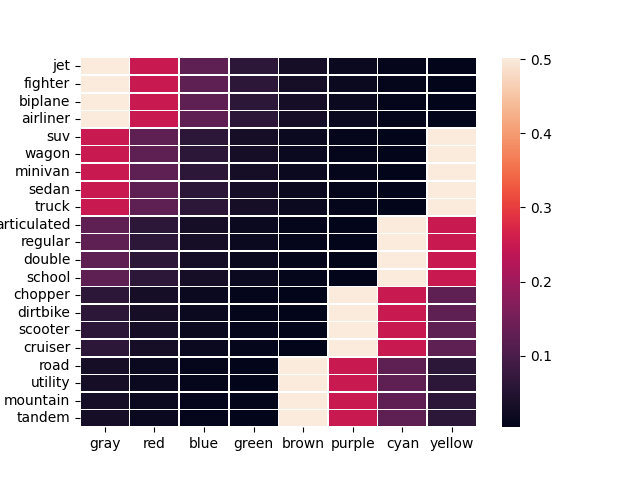 jet
fighter
biplane
airliner
suv
wagon
minivan
sedan
truck
articulated
regular
double
school
chopper
dirtbike
scooter
cruiser
road
utility
mountain
tandem
gray red blue green brown purple cyan yellow
0.5
0.4
0.3
0.2
0.1